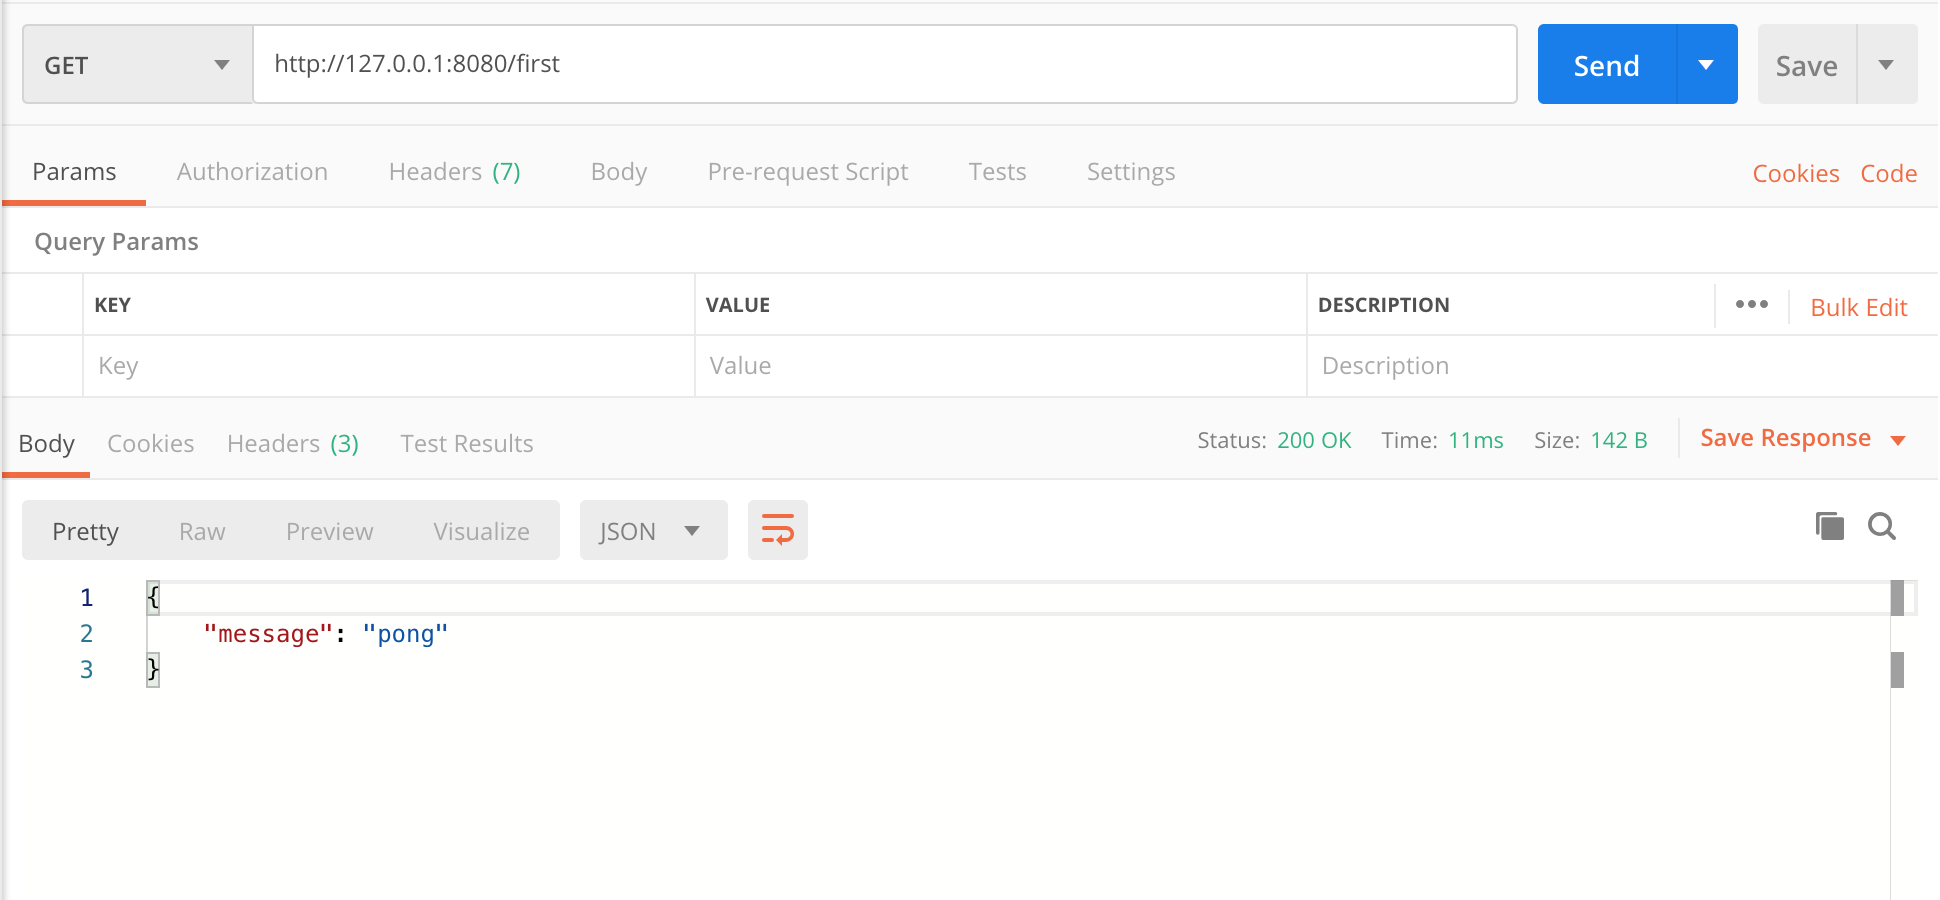 GET http://127.0.0.1:8080/first Send Save
Params Authorization Headers (7) Body Pre-request Script Tests Settings Cookies Code
Query Params
KEY VALUE DESCRIPTION ••• Bulk Edit
Key Value Description
Body Cookies Headers (3) Test Results Status: 200 OK Time: 11ms Size: 142 B Save Response
Pretty Raw Preview Visualize JSON
1 {
2 "message": "pong"
3 }